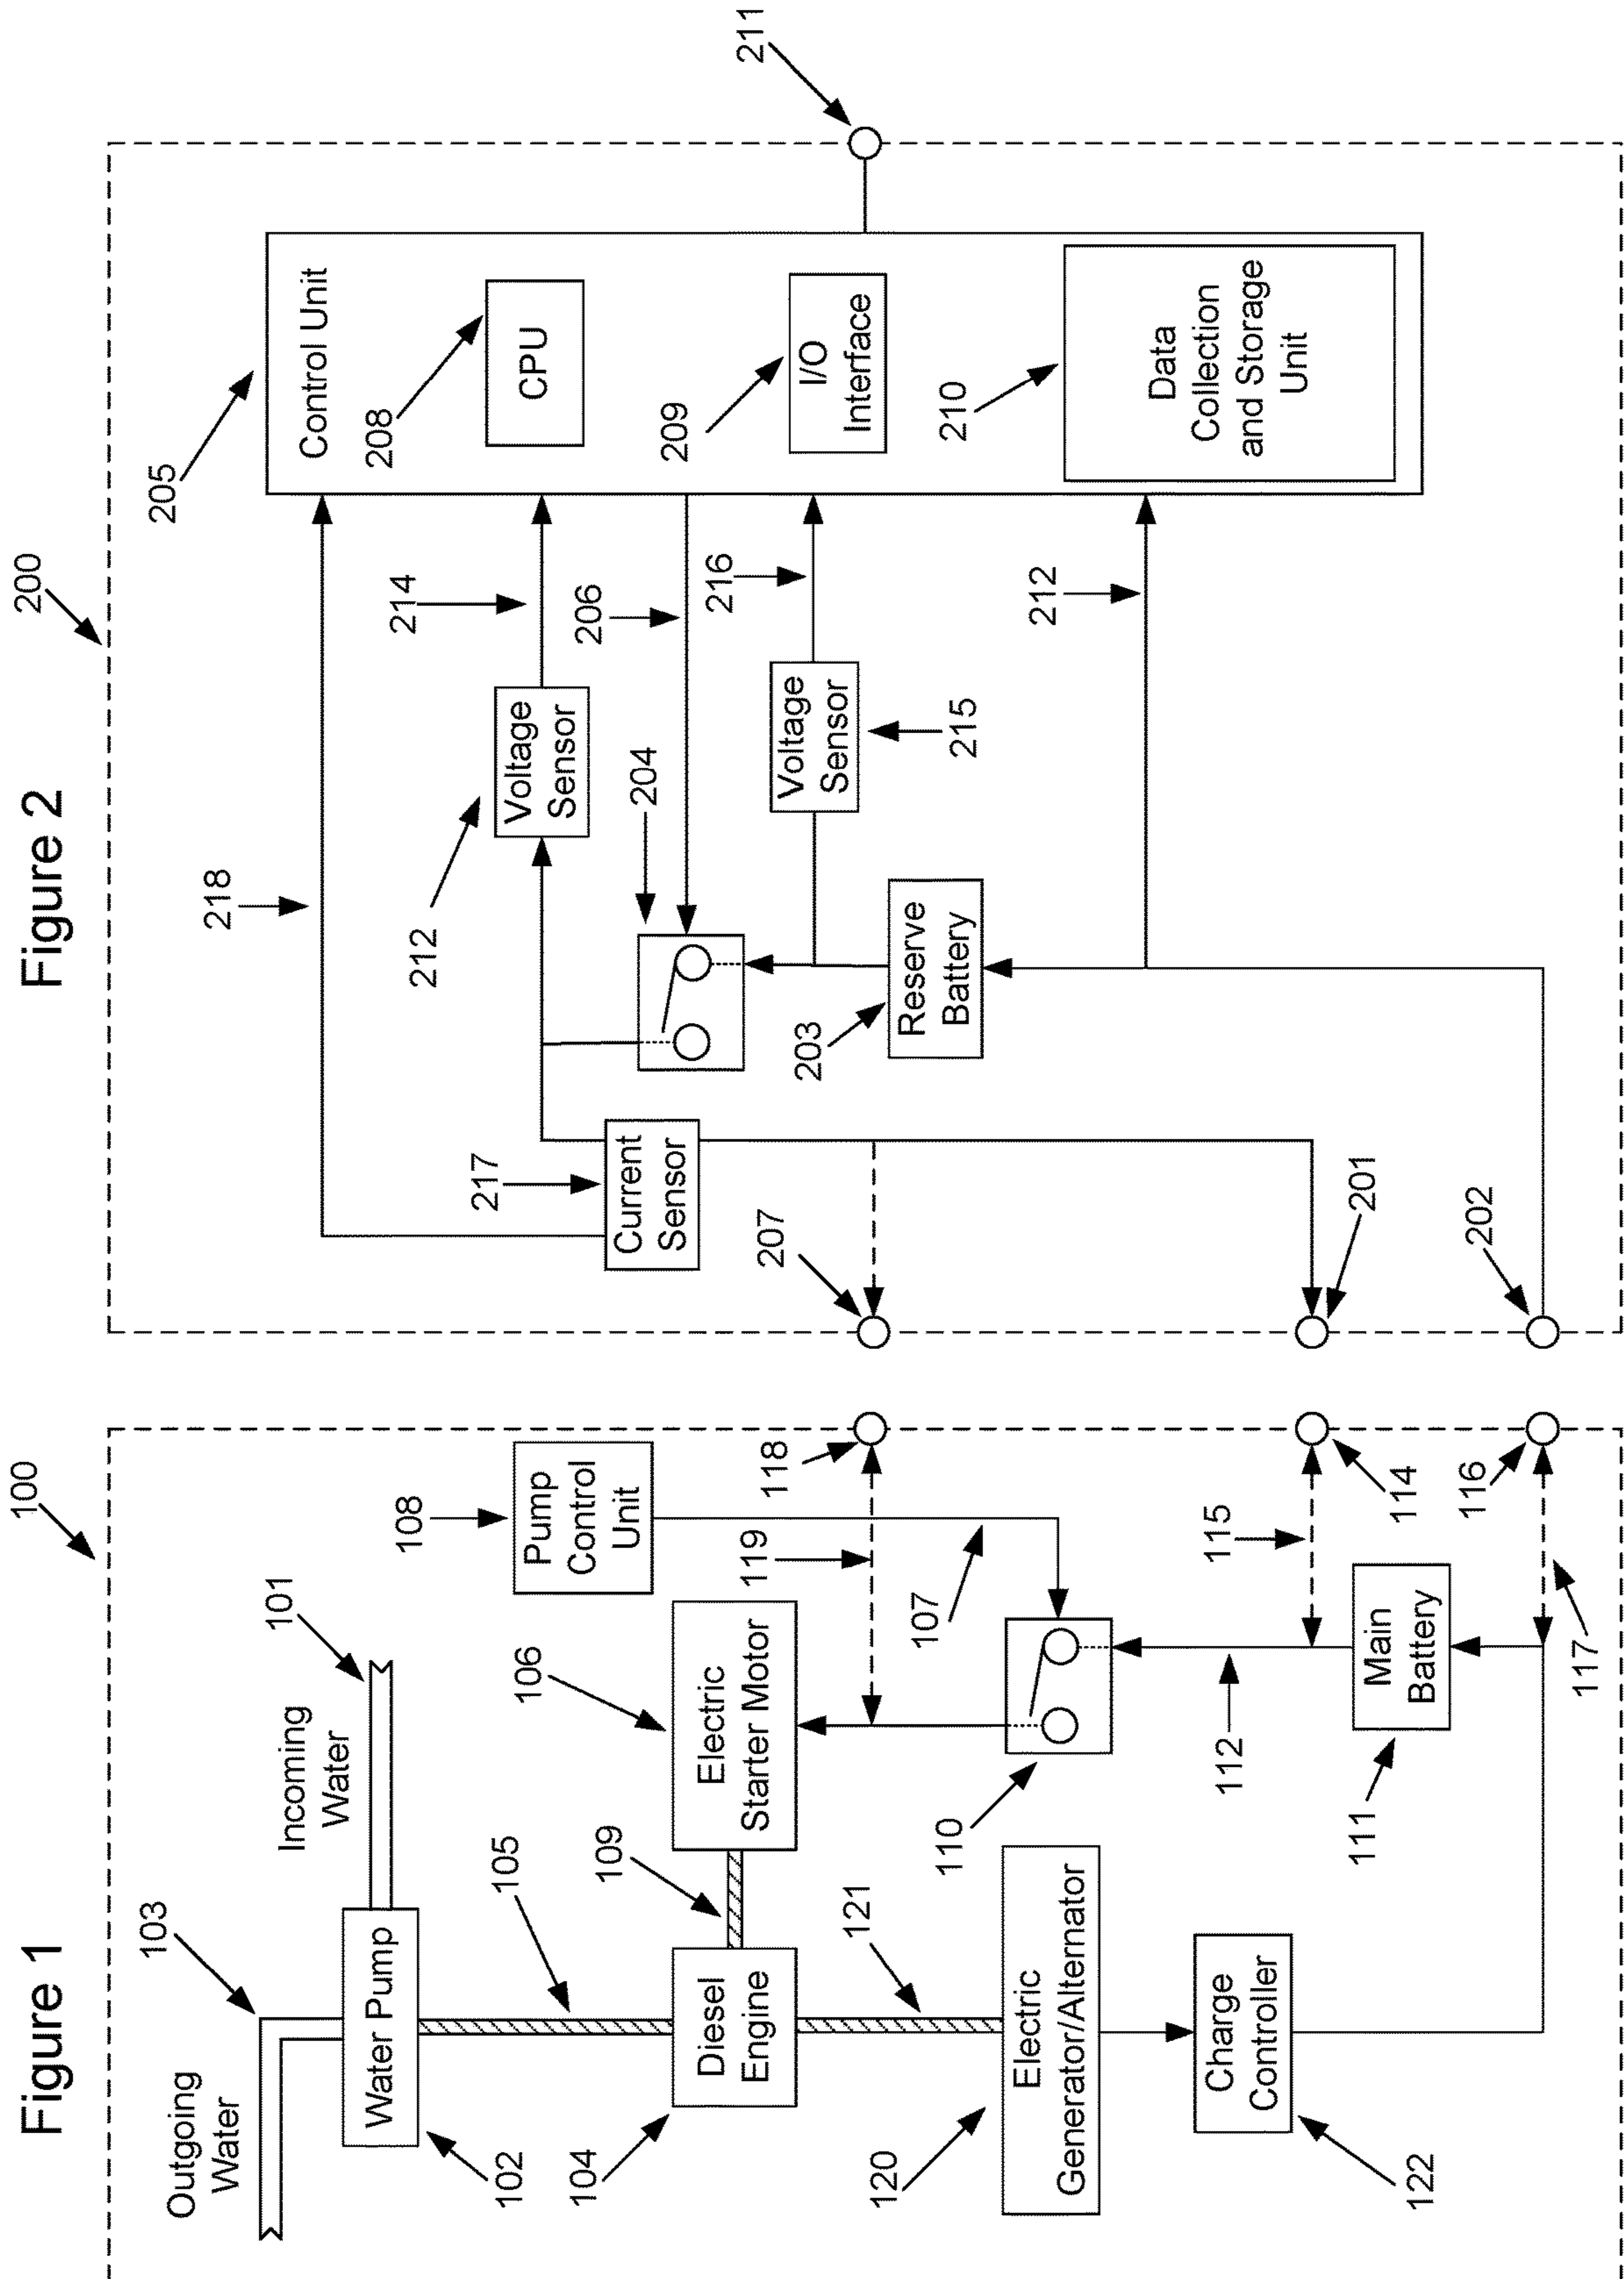 Figure 1
100
103
Outgoing
Water
Incoming
Water
101
Water Pump
102
105
108
Pump
Control
Unit
104
Diesel
Engine
109
106
Electric
Starter Motor
118
119
107
121
110
120
Electric
Generator/Alternator
112
115
114
122
Charge
Controller
111
Main
Battery
116
117
Figure 2
200
211
205
Control Unit
218
208
CPU
214
212
Voltage
Sensor
206
209
I/O
Interface
217
Current
Sensor
204
216
Voltage
Sensor
215
207
203
Reserve
Battery
210
Data
Collection
and Storage
Unit
212
201
202